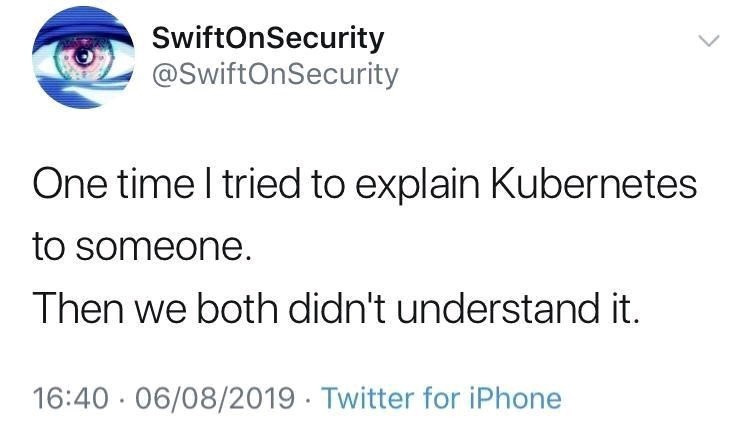 SwiftOnSecurity
@SwiftOnSecurity
One time I tried to explain Kubernetes
to someone.
Then we both didn't understand it.
16:40 · 06/08/2019 · Twitter for iPhone